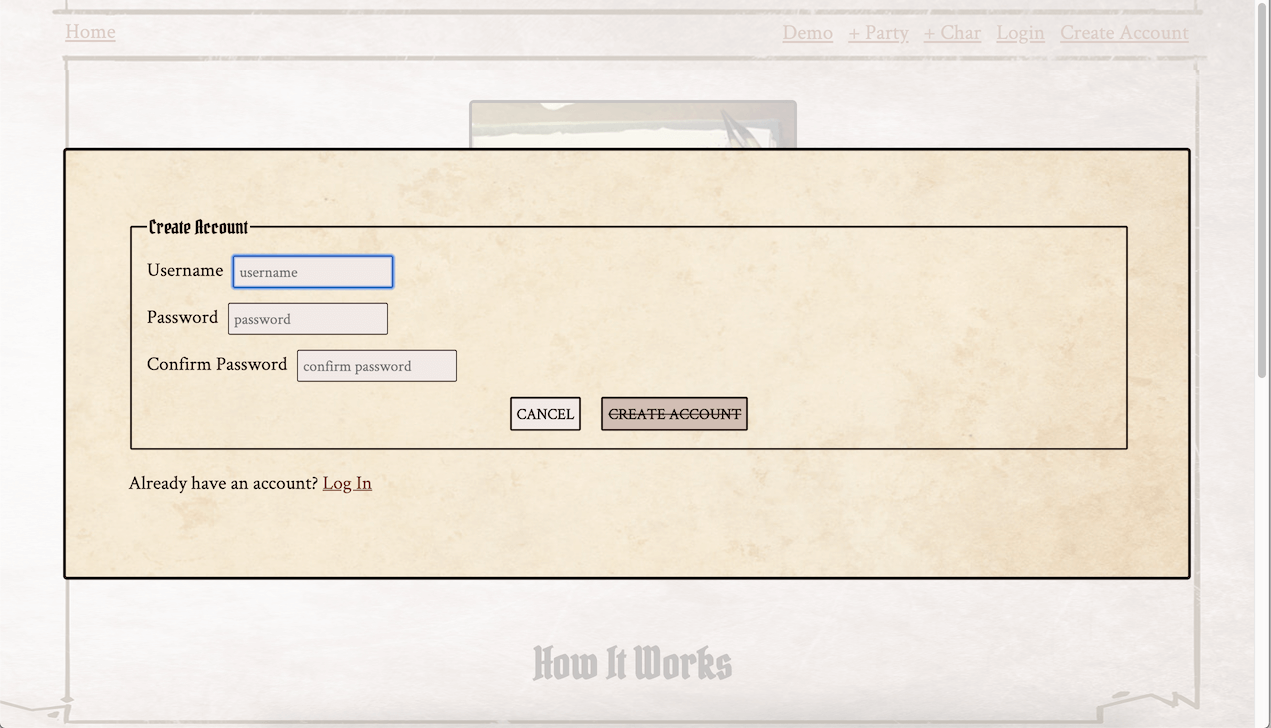 Home Demo + Party + Char Login Create Account
Create Account
Username username
Password password
Confirm Password confirm password
CANCEL CREATE ACCOUNT
Already have an account? Log In
How It Works